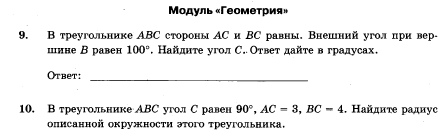 Модуль «Геометрия»
9. В треугольнике ABC стороны AC и BC равны. Внешний угол при вер-
шине B равен 100°. Найдите угол C. Ответ дайте в градусах.
Ответ:
10. В треугольнике ABC угол C равен 90°, AC = 3, BC = 4. Найдите радиус
описанной окружности этого треугольника.